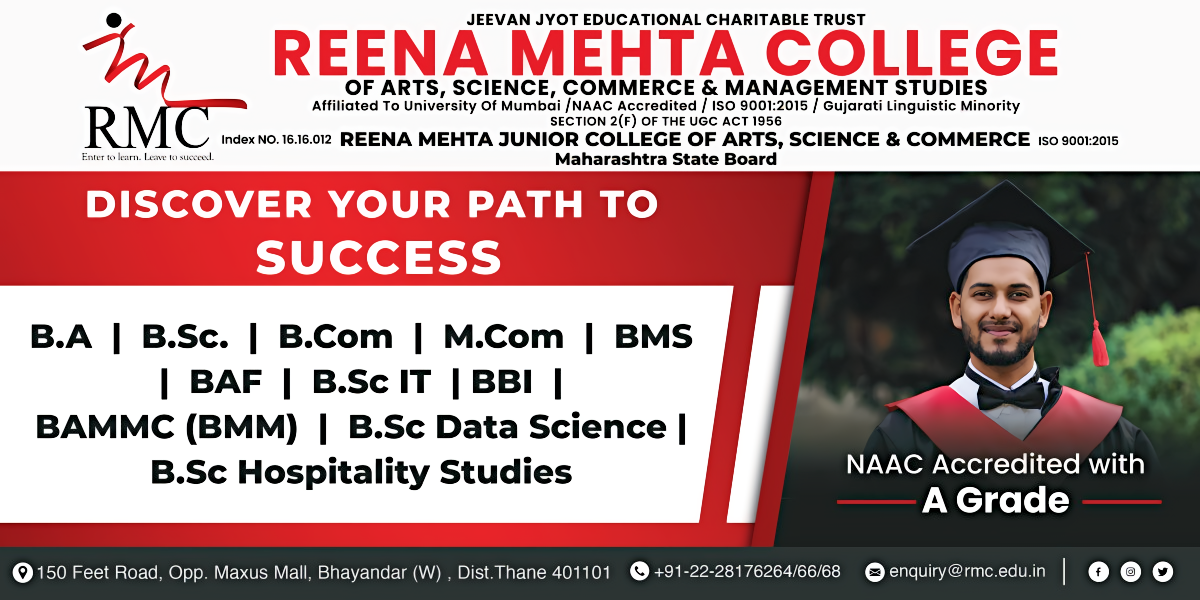 JEEVAN JYOT EDUCATIONAL CHARITABLE TRUST
REENA MEHTA COLLEGE
OF ARTS, SCIENCE, COMMERCE & MANAGEMENT STUDIES
Affiliated To University Of Mumbai /NAAC Accredited / ISO 9001:2015 / Gujarati Linguistic Minority
SECTION 2(F) OF THE UGC ACT 1956
RMC
Enter to learn. Leave to succeed.
Index NO. 16.16.012 REENA MEHTA JUNIOR COLLEGE OF ARTS, SCIENCE & COMMERCE ISO 9001:2015
Maharashtra State Board
DISCOVER YOUR PATH TO
SUCCESS
B.A | B.Sc. | B.Com | M.Com | BMS
| BAF | B.Sc IT | BBI |
BAMMC (BMM) | B.Sc Data Science |
B.Sc Hospitality Studies
NAAC Accredited with
A Grade
150 Feet Road, Opp. Maxus Mall, Bhayandar (W) , Dist.Thane 401101 +91-22-28176264/66/68 enquiry@rmc.edu.in